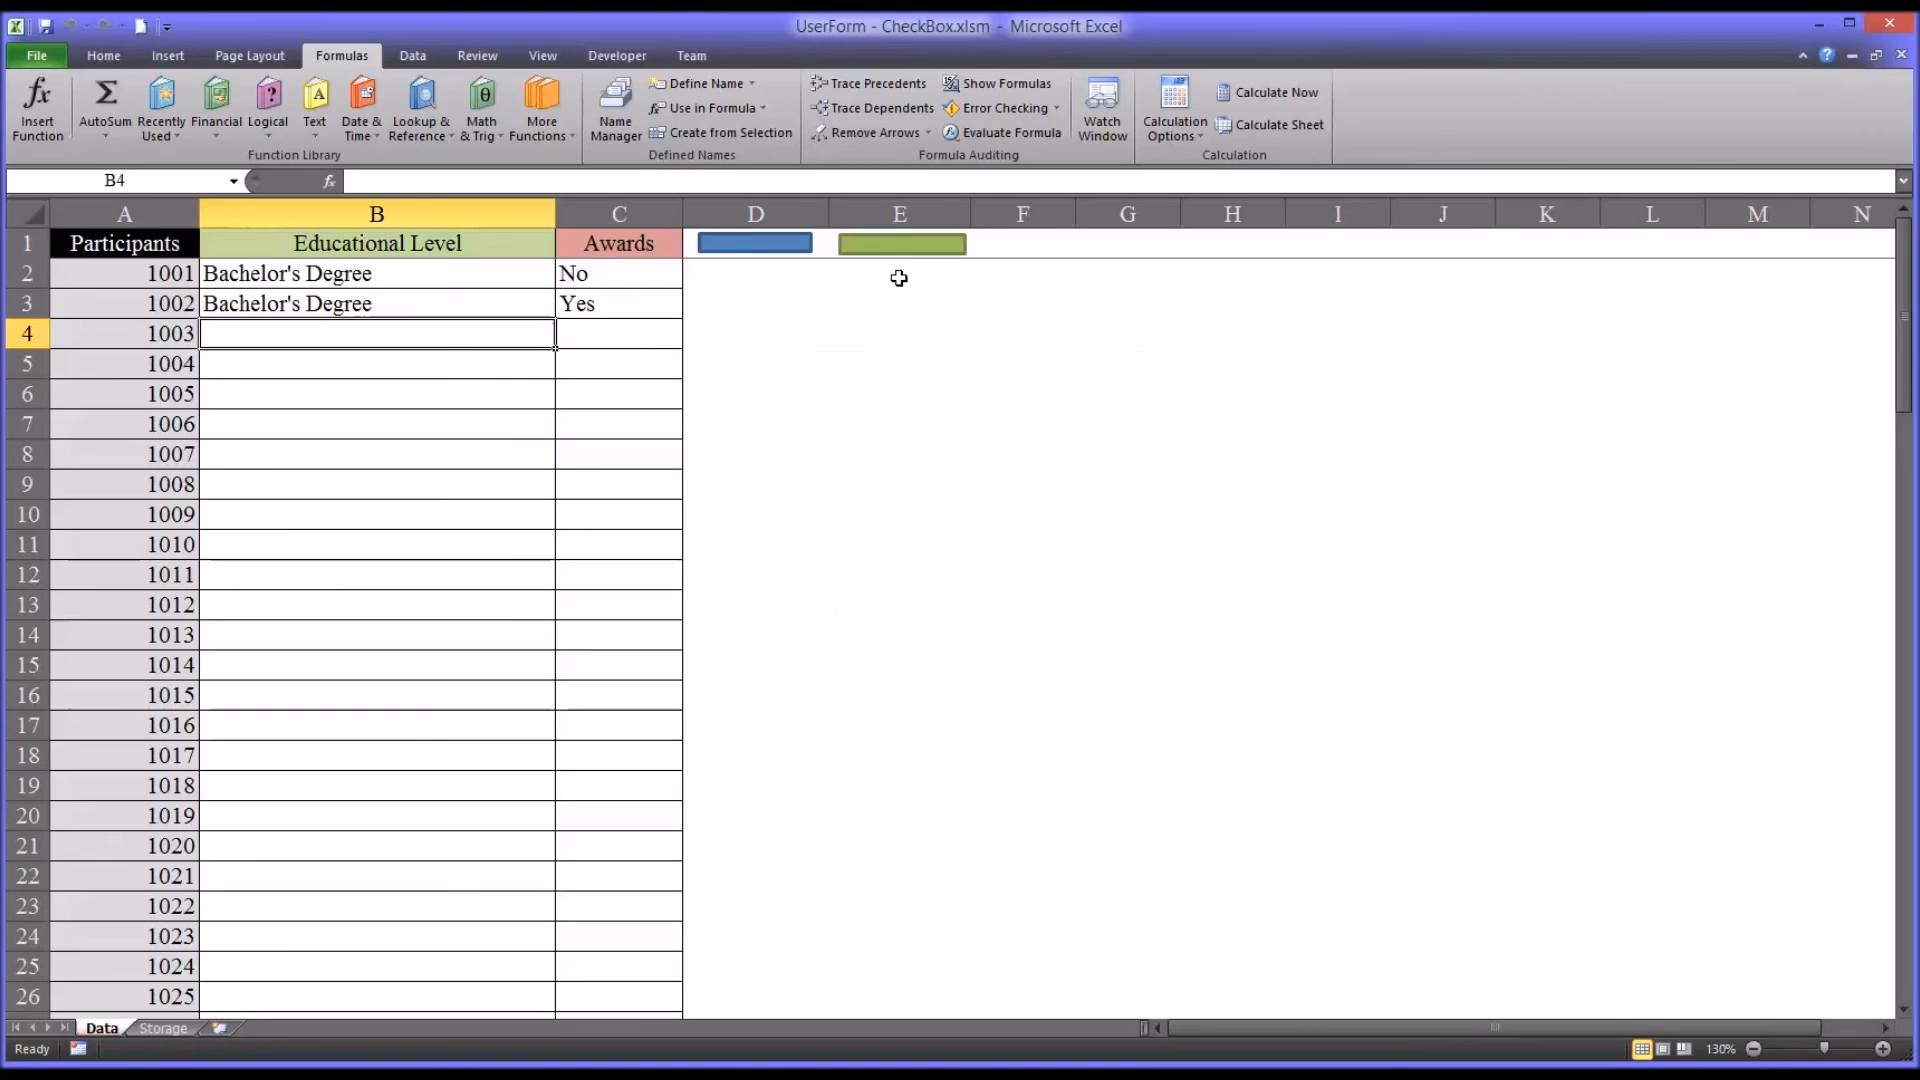 UserForm - CheckBox.xlsm - Microsoft Excel
File Home Insert Page Layout Formulas Data Review View Developer Team
Insert Function
AutoSum
Recently Used
Financial
Logical
Text
Date & Time
Lookup & Reference
Math & Trig
More Functions
Function Library
Name Manager
Define Name
Use in Formula
Create from Selection
Defined Names
Trace Precedents
Trace Dependents
Remove Arrows
Show Formulas
Error Checking
Evaluate Formula
Formula Auditing
Watch Window
Calculation Options
Calculate Now
Calculate Sheet
Calculation
B4 fx
A B C D E F G H I J K L M N
1 Participants Educational Level Awards
2 1001 Bachelor's Degree No
3 1002 Bachelor's Degree Yes
4 1003
5 1004
6 1005
7 1006
8 1007
9 1008
10 1009
11 1010
12 1011
13 1012
14 1013
15 1014
16 1015
17 1016
18 1017
19 1018
20 1019
21 1020
22 1021
23 1022
24 1023
25 1024
26 1025
Data Storage
Ready 130%